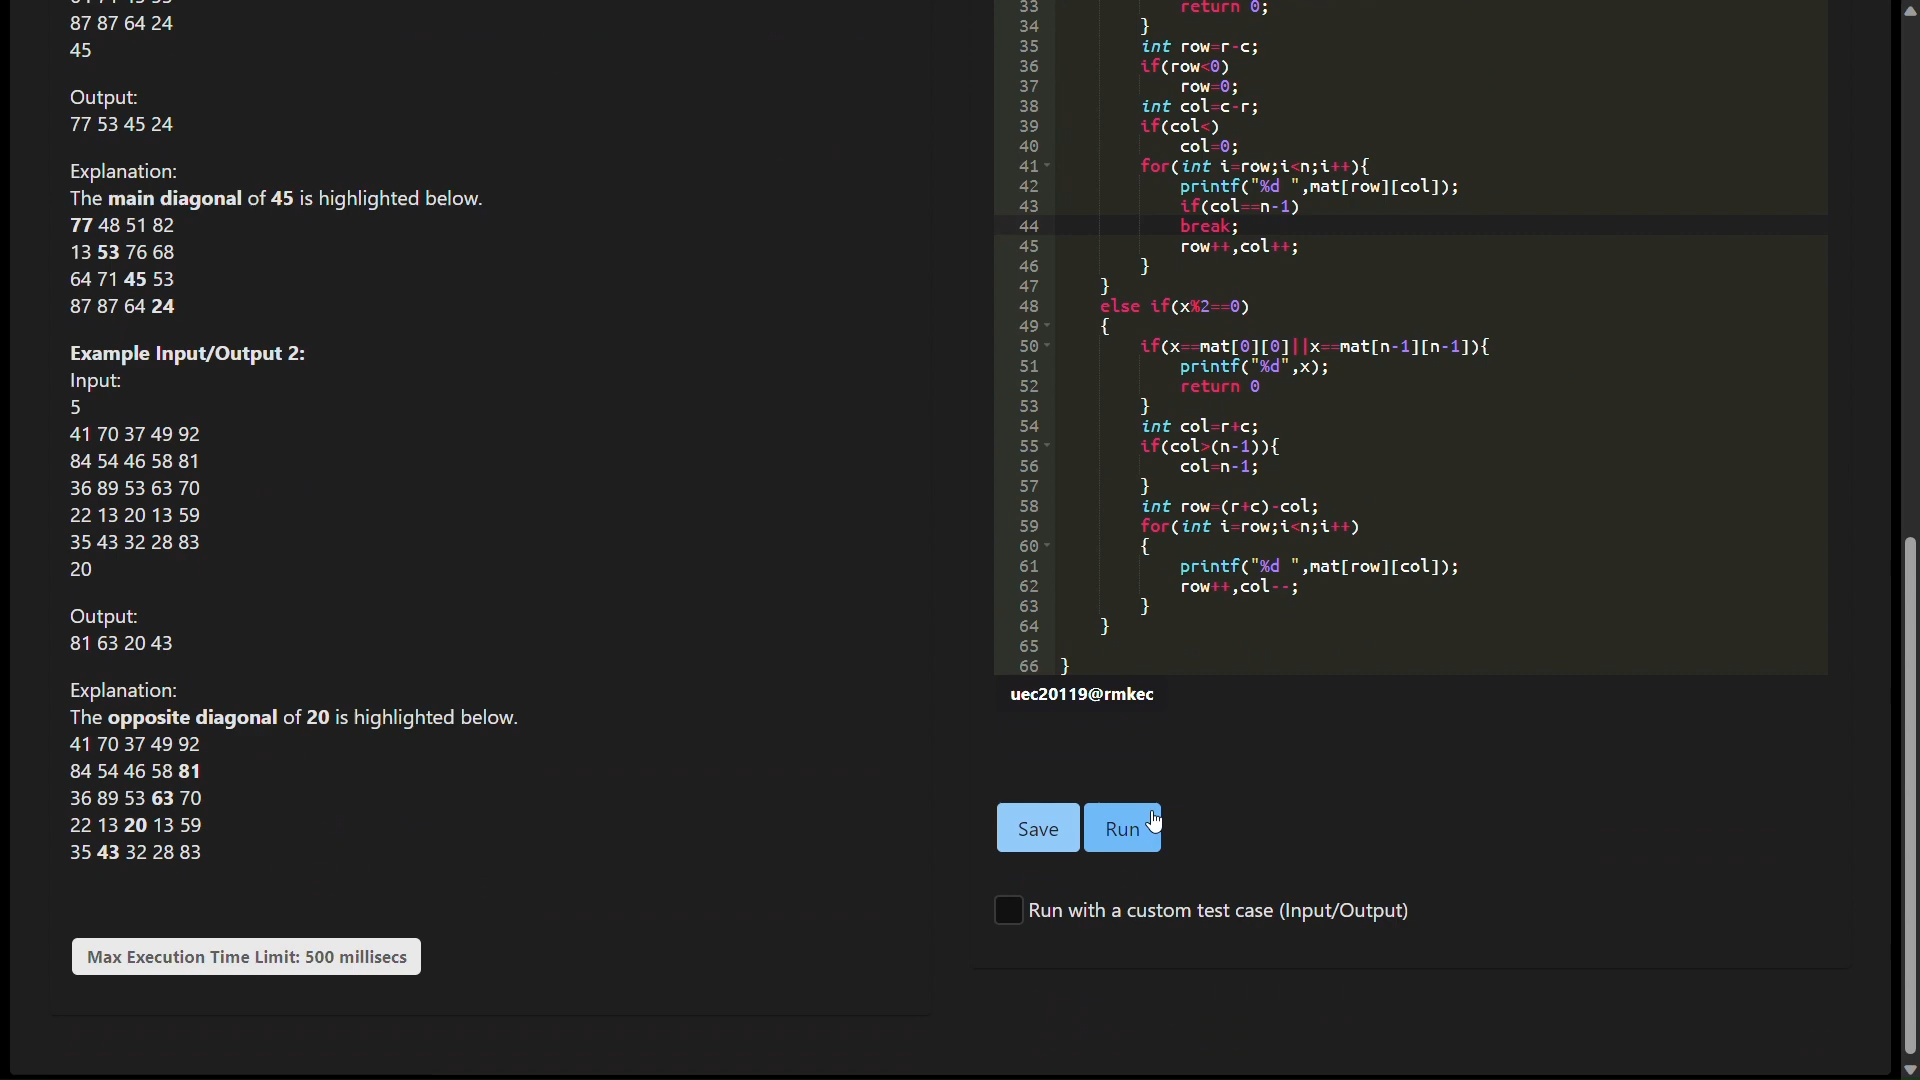 87 87 64 24
45
Output:
77 53 45 24
Explanation:
The main diagonal of 45 is highlighted below.
77 48 51 82
13 53 76 68
64 71 45 53
87 87 64 24
Example Input/Output 2:
Input:
5
41 70 37 49 92
84 54 46 58 81
36 89 53 63 70
22 13 20 13 59
35 43 32 28 83
20
Output:
81 63 20 43
Explanation:
The opposite diagonal of 20 is highlighted below.
41 70 37 49 92
84 54 46 58 81
36 89 53 63 70
22 13 20 13 59
35 43 32 28 83
Max Execution Time Limit: 500 millisecs
33 return 0;
34 }
35 int row=r-c;
36 if(row<0)
37 row=0;
38 int col=c-r;
39 if(col<)
40 col=0;
41 for(int i=row;i<n;i++){
42 printf("%d ",mat[row][col]);
43 if(col==n-1)
44 break;
45 row++,col++;
46 }
47 }
48 else if(x%2==0)
49 {
50 if(x==mat[0][0]||x==mat[n-1][n-1]){
51 printf("%d",x);
52 return 0
53 }
54 int col=r+c;
55 if(col>(n-1)){
56 col=n-1;
57 }
58 int row=(r+c)-col;
59 for(int i=row;i<n;i++)
60 {
61 printf("%d ",mat[row][col]);
62 row++,col--;
63 }
64 }
65
66 }
uec20119@rmkec
Save Run
Run with a custom test case (Input/Output)